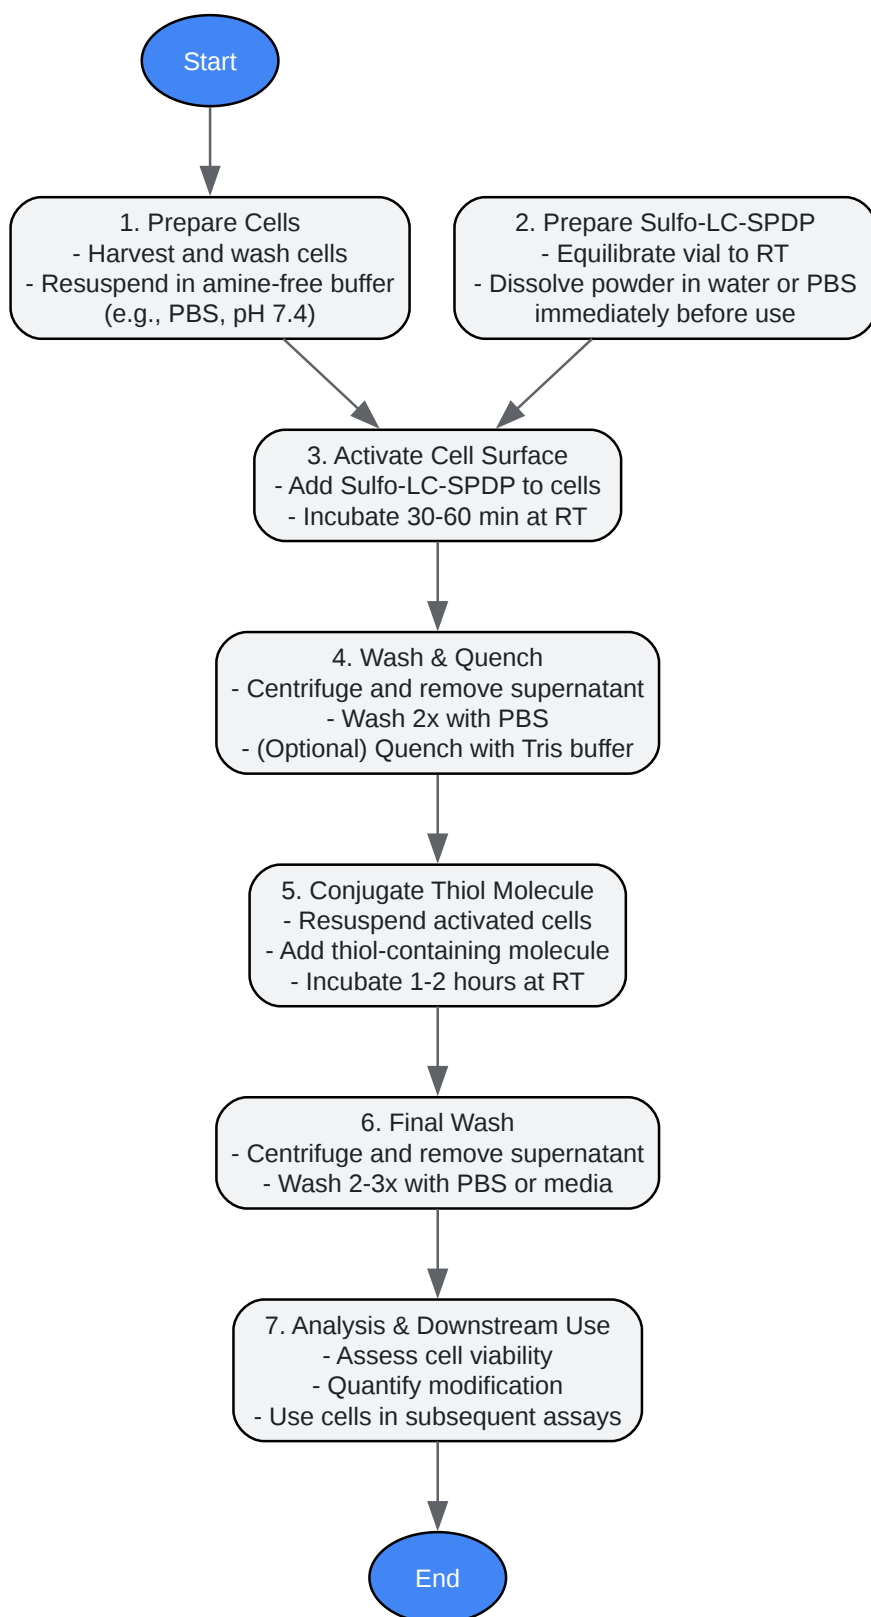 Start
1. Prepare Cells
- Harvest and wash cells
- Resuspend in amine-free buffer
(e.g., PBS, pH 7.4)
2. Prepare Sulfo-LC-SPDP
- Equilibrate vial to RT
- Dissolve powder in water or PBS
immediately before use
3. Activate Cell Surface
- Add Sulfo-LC-SPDP to cells
- Incubate 30-60 min at RT
4. Wash & Quench
- Centrifuge and remove supernatant
- Wash 2x with PBS
- (Optional) Quench with Tris buffer
5. Conjugate Thiol Molecule
- Resuspend activated cells
- Add thiol-containing molecule
- Incubate 1-2 hours at RT
6. Final Wash
- Centrifuge and remove supernatant
- Wash 2-3x with PBS or media
7. Analysis & Downstream Use
- Assess cell viability
- Quantify modification
- Use cells in subsequent assays
End